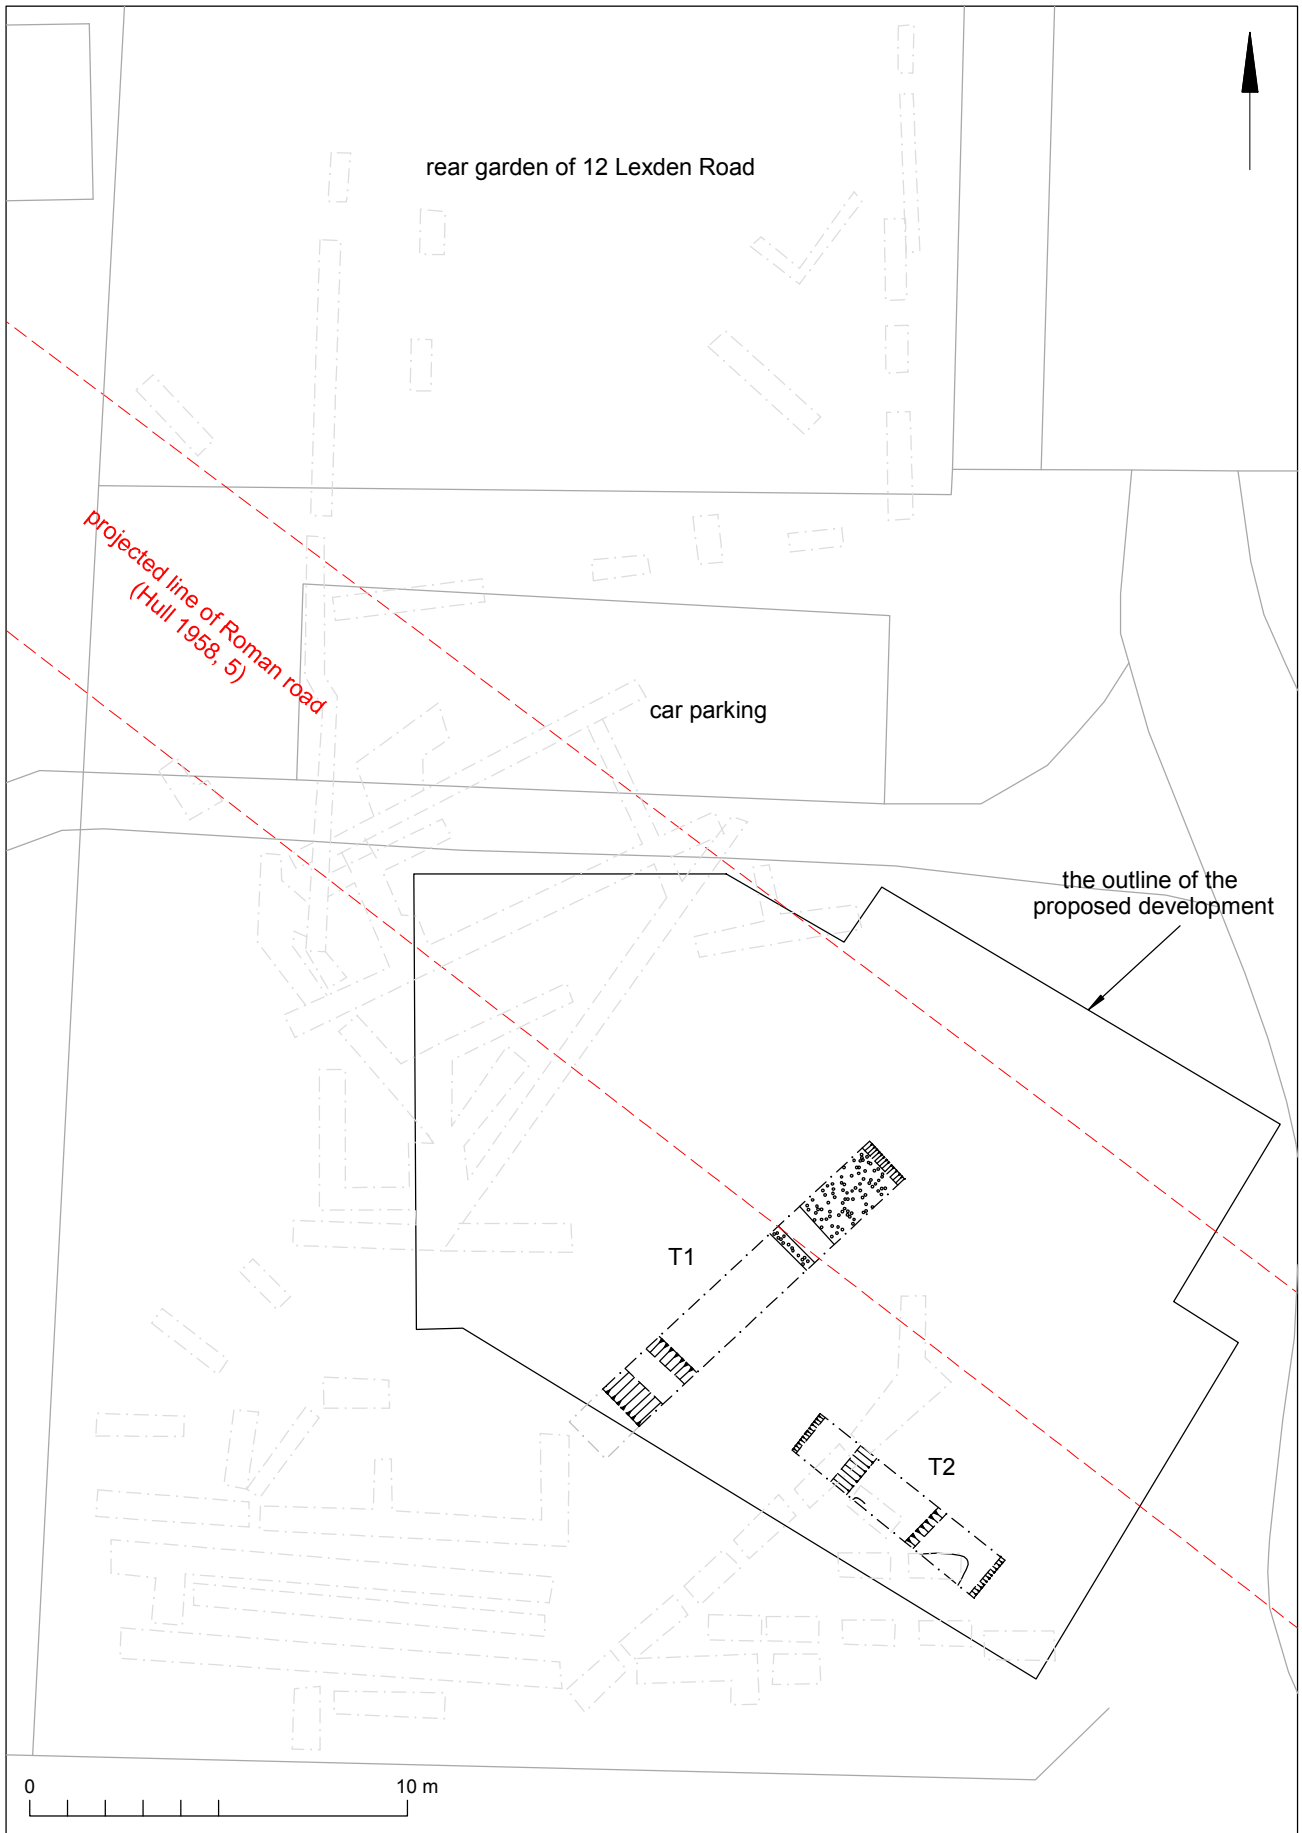 rear garden of 12 Lexden Road
projected line of Roman road
(Hull 1958, 5)
car parking
the outline of the
proposed development
T1
T2
0
10 m